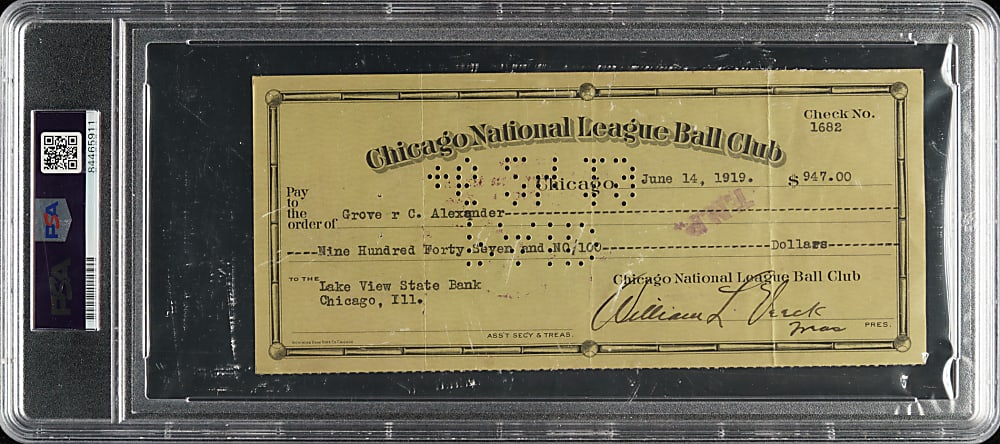 Chicago National League Ball Club
Check No.
1682
Chicago, June 14, 1919. $ 947.00
Pay
to
the
order of Grove r C. Alexander
Nine Hundred Forty Seven and NO/100 Dollars
TO THE Lake View State Bank
Chicago, Ill.
Chicago National League Ball Club
William L. Veeck
PRES.
ASS'T SECY & TREAS.
84465911
PSA
PSA